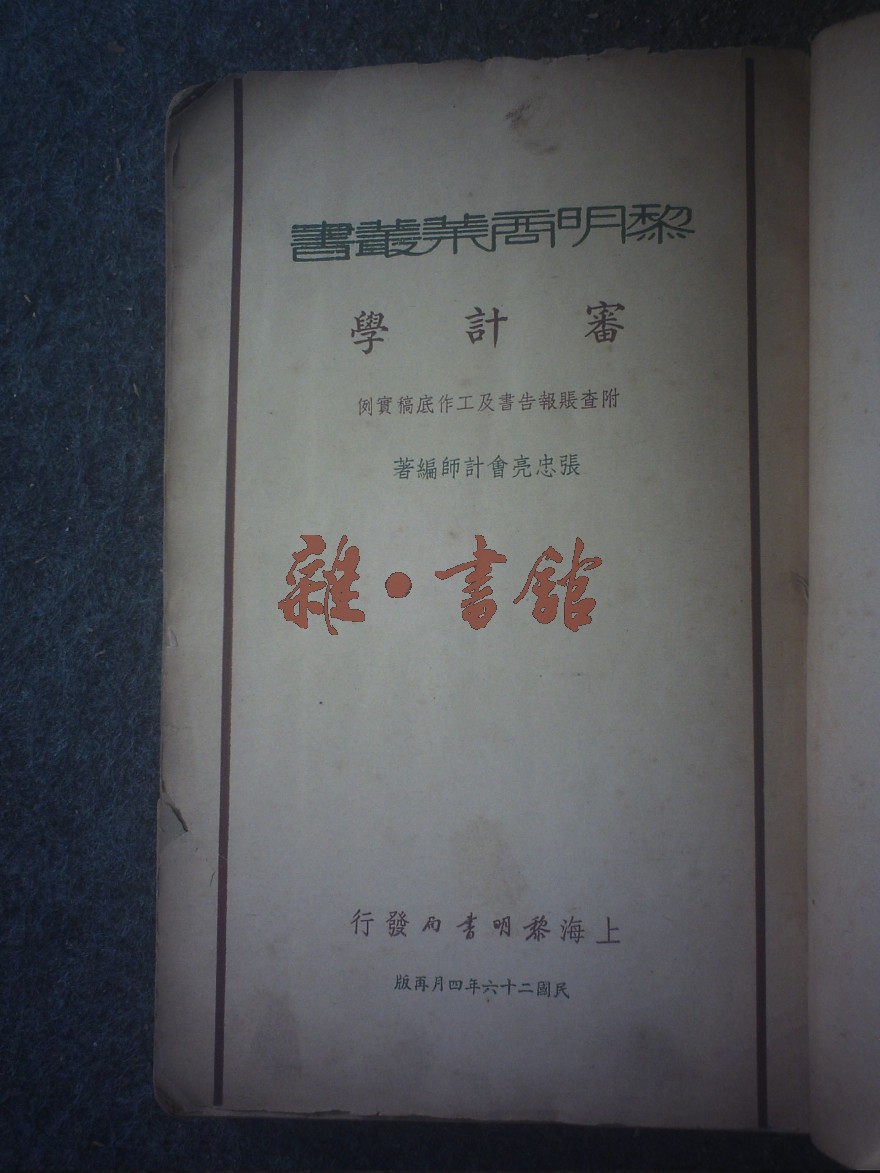 黎明商業叢書
審計學
附查賬報告書及工作底稿實例
張忠亮會計師編著
雜·書館
上海黎明書局發行
民國二十六年四月再版